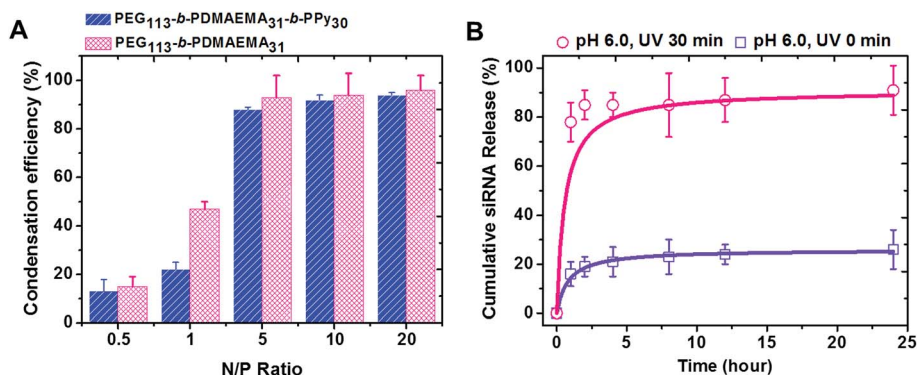 A
PEG113-b-PDMAEMA31-b-PPy30
PEG113-b-PDMAEMA31
Condensation efficiency (%)
100
80
60
40
20
0
0.5 1 5 10 20
N/P Ratio
B
pH 6.0, UV 30 min pH 6.0, UV 0 min
Cumulative siRNA Release (%)
100
80
60
40
20
0
0 5 10 15 20 25
Time (hour)